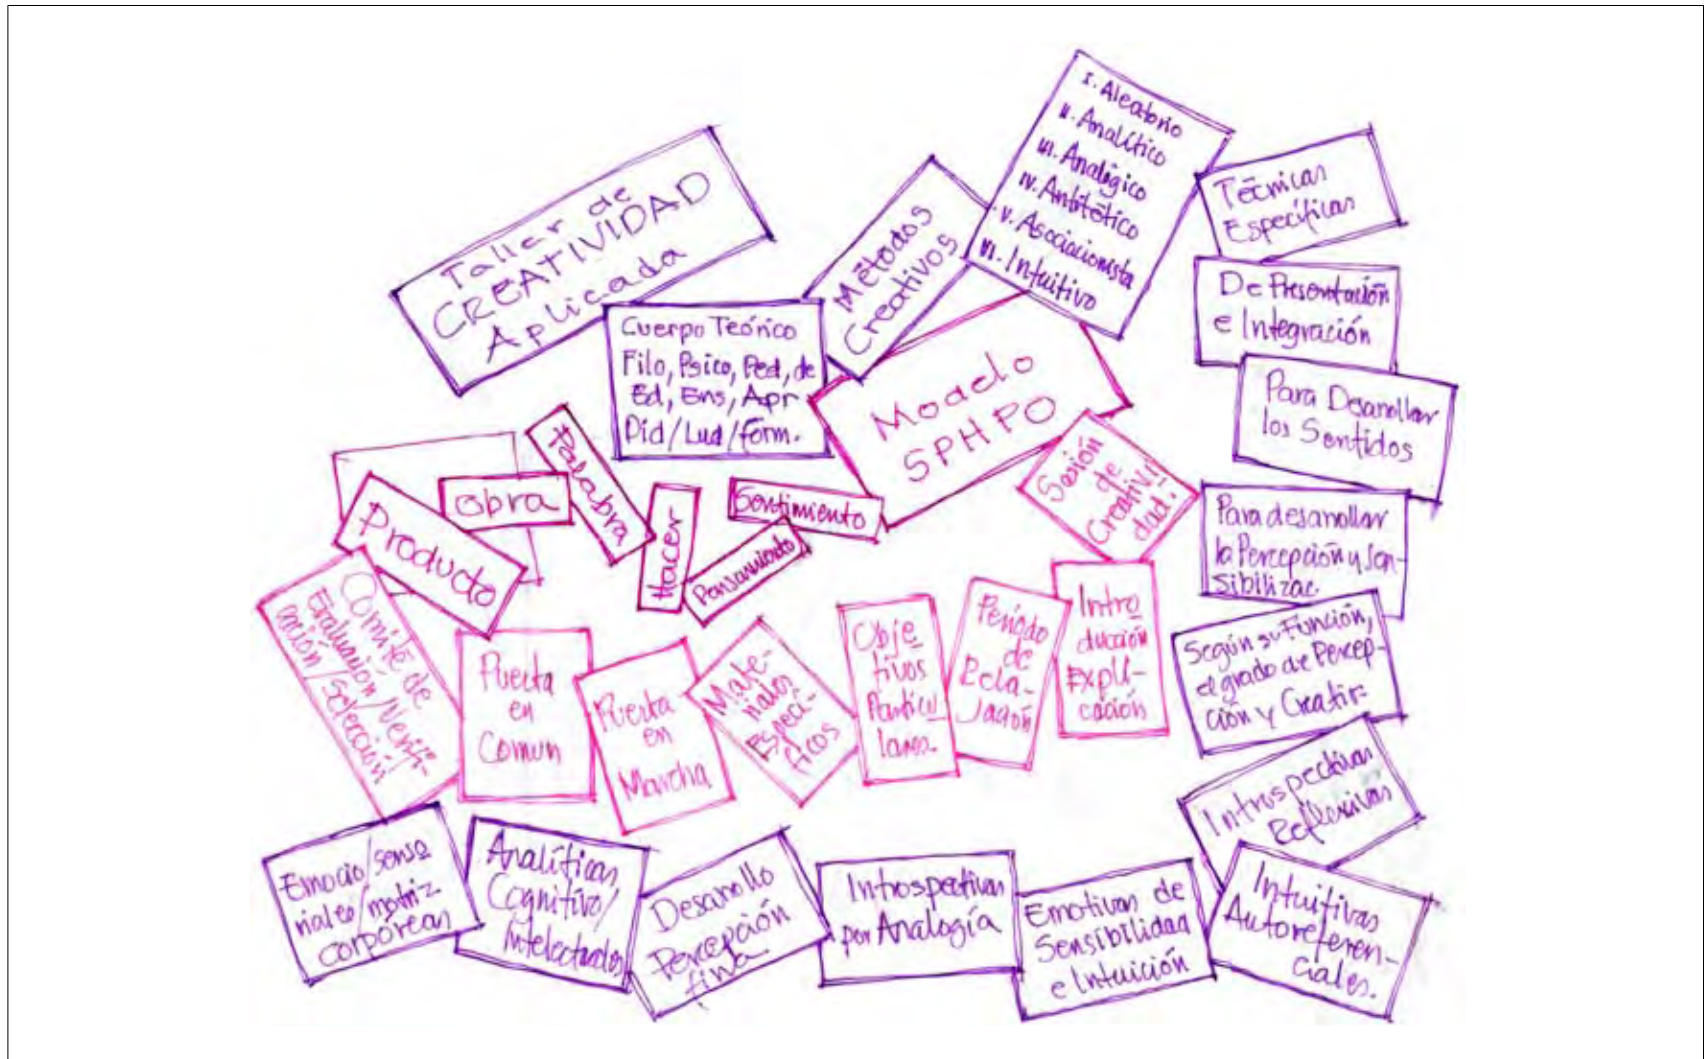 Taller de
CREATIVIDAD
Aplicada
Cuerpo Teórico
Filo, Psico, Ped, de
Ed, Ens, Apr
Did/Lud/Form.
Métodos
Creativos
I. Aleatorio
II. Analítico
III. Analógico
IV. Antitético
V. Asociacionista
VI. Intuitivo
Técnicas
Específicas
De Presentación
e Integración
Para Desarrollar
los Sentidos
Para desarrollar
la Percepción y Sen-
sibilizac.
Según su Función,
el grado de Percep-
ción y Creativ-
Introspectivas
Reflexivas
Intuitivas
Autoreferen-
ciales.
Emotivas de
Sensibilidad
e Intuición
Introspectivas
por Analogía
Desarrollo
Percepción
fina
Analíticas
Cognitivo/
Intelectuales
Emocio/senso
riales/motriz
corpóreas
Modelo
SPHPO
Sentimiento
Pensamiento
Hacer
Palabra
Obra
Producto
Sesión
de
Creativi
dad.
Intro
ducción
Expli-
cación
Periodo
de
Rela-
jación
Obje
tivos
Particu
lares.
Mate-
riales
Especí-
ficos
Puesta
en
Marcha
Puesta
en
Comun
Comité de
Evaluación/Verifi-
cación/Selección